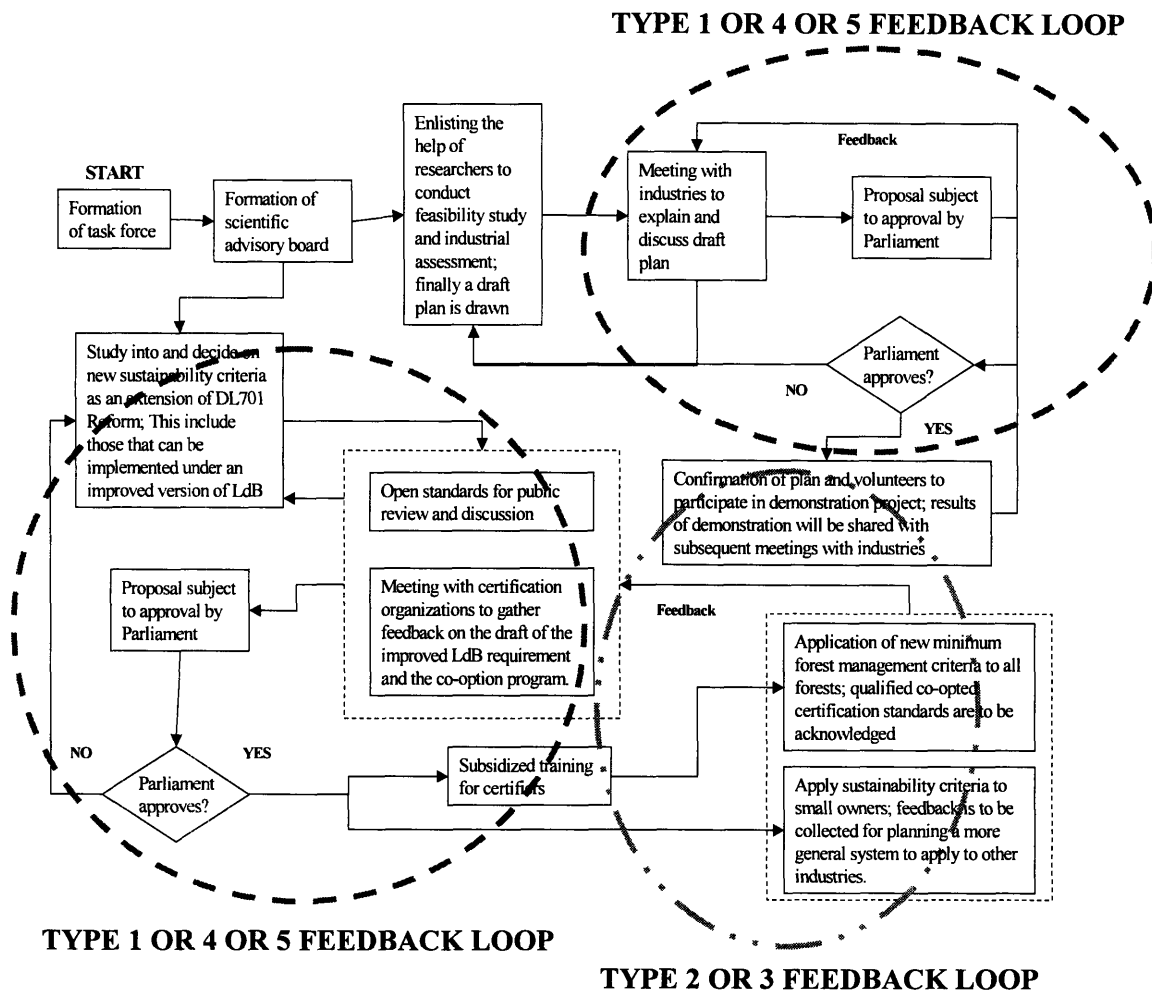 TYPE 1 OR 4 OR 5 FEEDBACK LOOP
START
Formation
of task force
Formation of
scientific
advisory board
Enlisting the
help of
researchers to
conduct
feasibility study
and industrial
assessment;
finally a draft
plan is drawn
Feedback
Meeting with
industries to
explain and
discuss draft
plan
Proposal subject
to approval by
Parliament
Parliament
approves?
NO
YES
Study into and decide on
new sustainability criteria
as an extension of DL701
Reform; This include
those that can be
implemented under an
improved version of LdB
Open standards for public
review and discussion
Meeting with certification
organizations to gather
feedback on the draft of the
improved LdB requirement
and the co-option program.
Confirmation of plan and volunteers to
participate in demonstration project; results
of demonstration will be shared with
subsequent meetings with industries
Proposal subject
to approval by
Parliament
Feedback
Application of new minimum
forest management criteria to all
forests; qualified co-opted
certification standards are to be
acknowledged
NO
YES
Parliament
approves?
Subsidized training
for certifiers
Apply sustainability criteria to
small owners; feedback is to be
collected for planning a more
general system to apply to other
industries.
TYPE 1 OR 4 OR 5 FEEDBACK LOOP
TYPE 2 OR 3 FEEDBACK LOOP